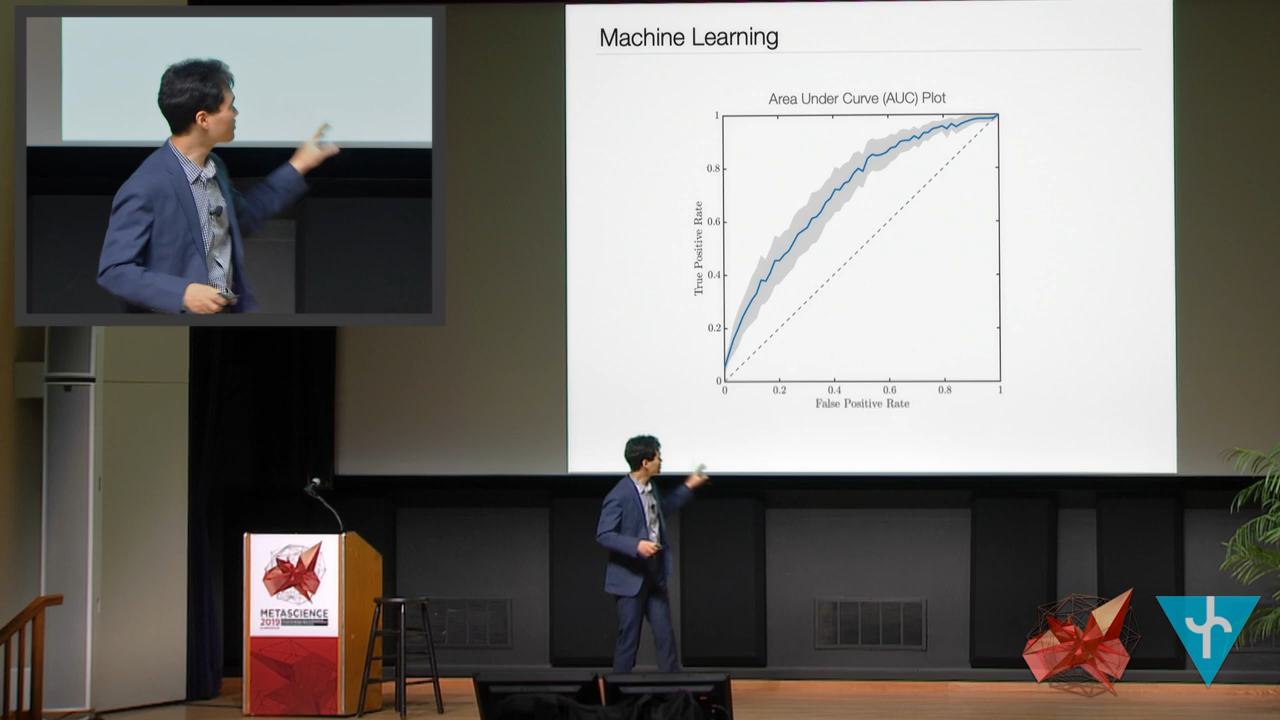 Machine Learning
Area Under Curve (AUC) Plot
1
0.8
0.6
0.4
0.2
0
True Positive Rate
0
0.2
0.4
0.6
0.8
1
False Positive Rate
METASCIENCE
2019